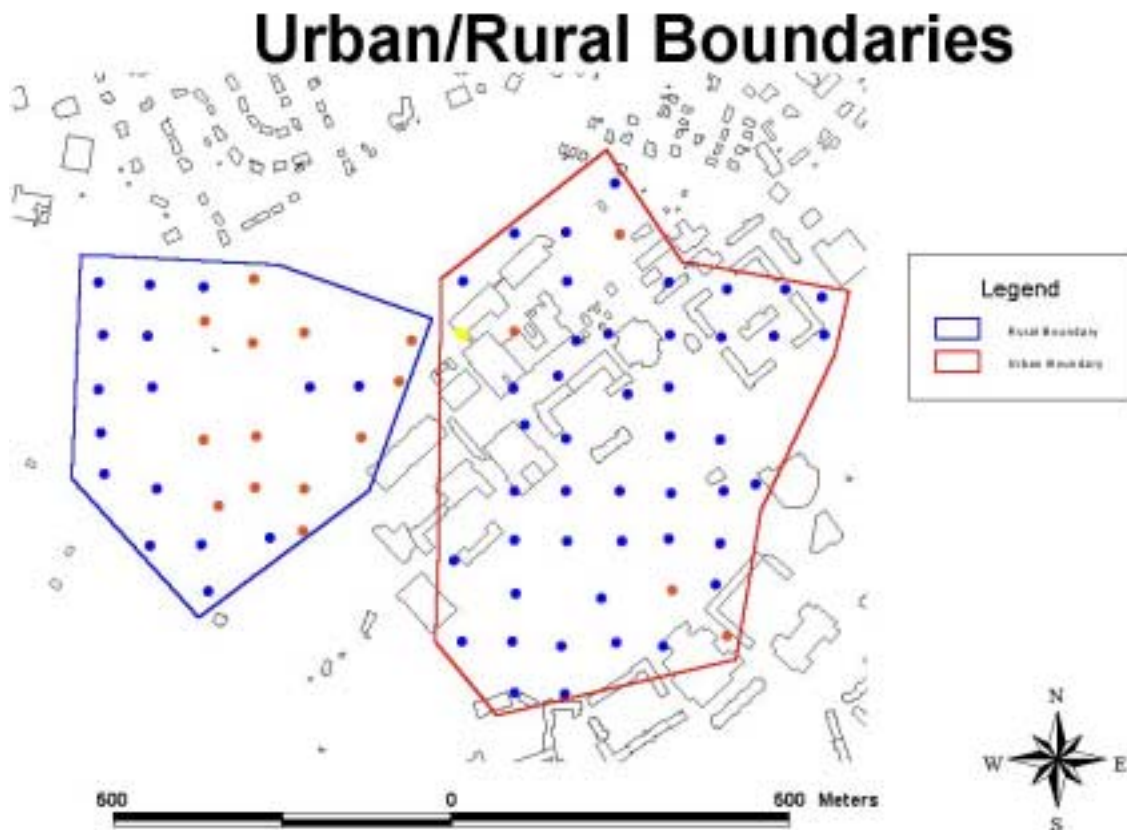 Urban/Rural Boundaries
Legend
Rural Boundary
Urban Boundary
N
W E
S
600 0 600 Meters